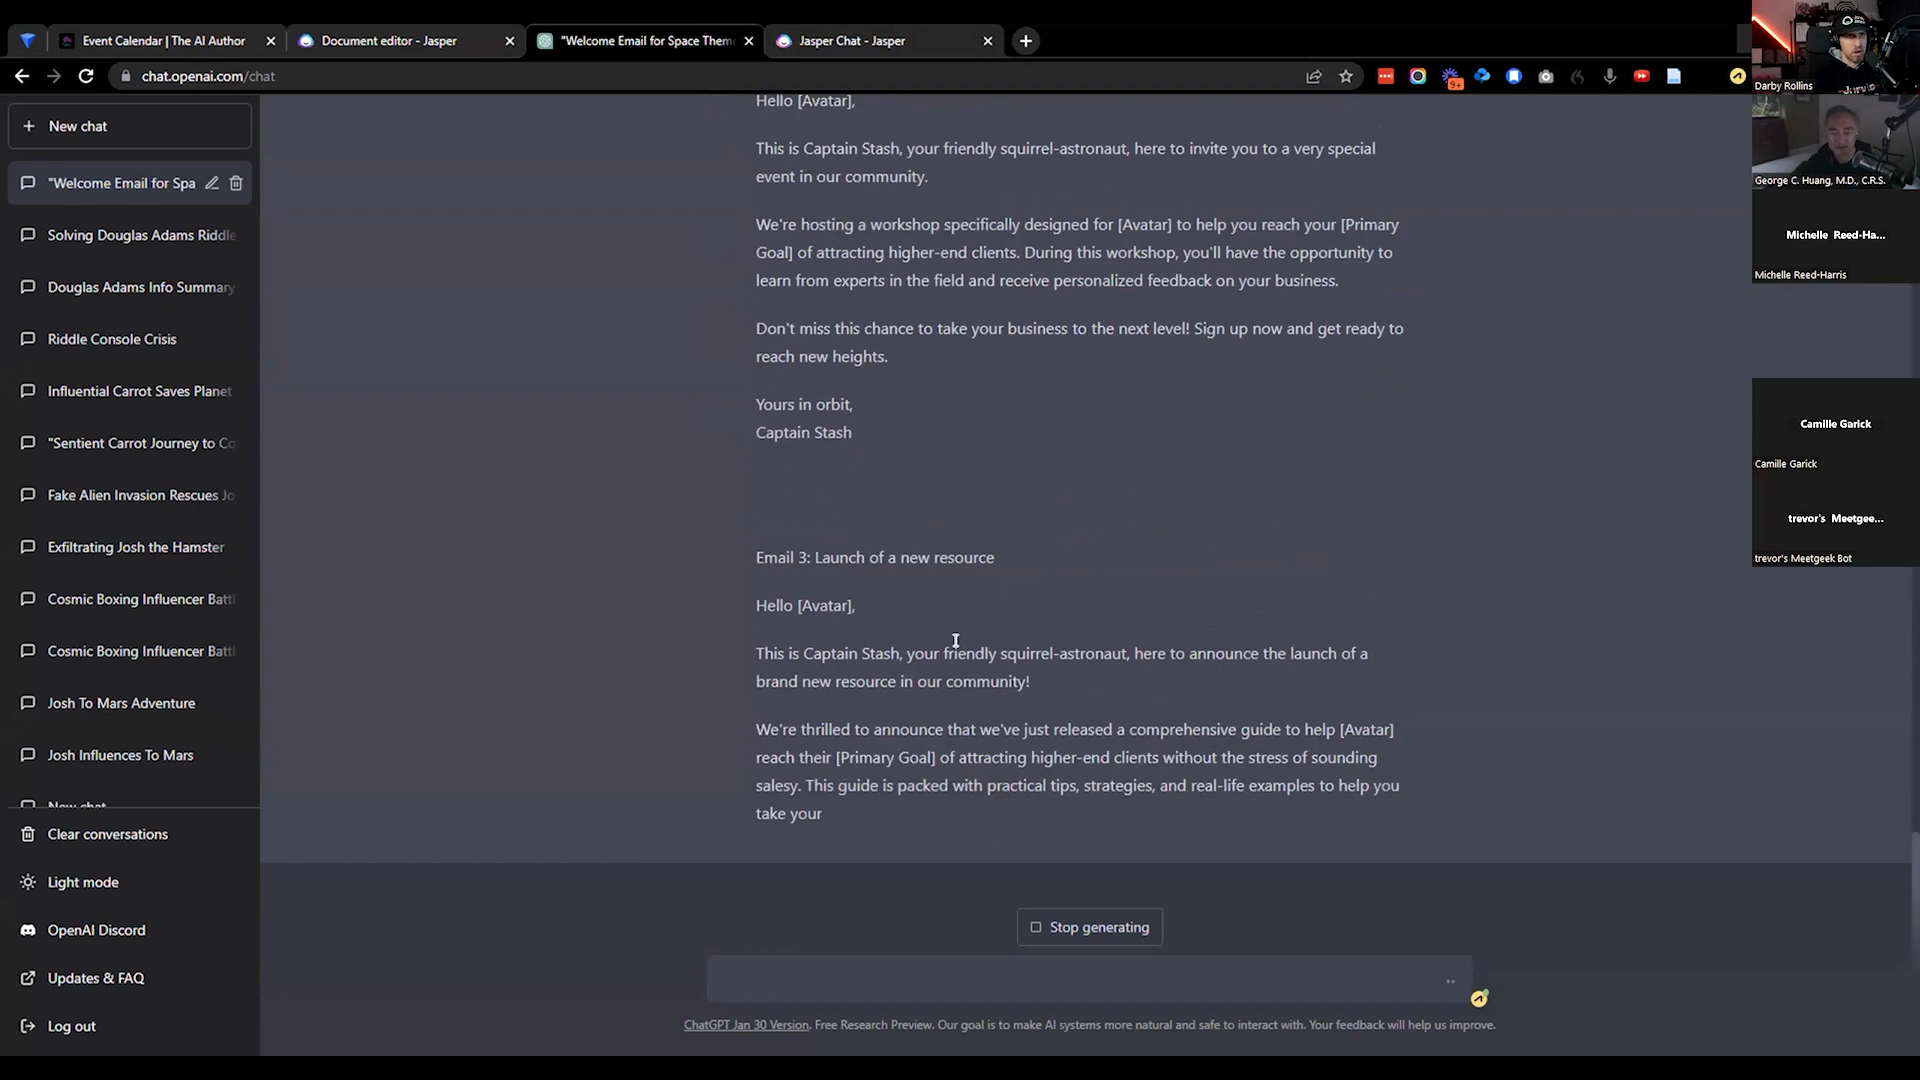 Event Calendar | The AI Author
Document editor - Jasper
"Welcome Email for Space Them
Jasper Chat - Jasper
chat.openai.com/chat
9+
New chat
"Welcome Email for Spa
Solving Douglas Adams Riddle
Douglas Adams Info Summary
Riddle Console Crisis
Influential Carrot Saves Planet
"Sentient Carrot Journey to Co
Fake Alien Invasion Rescues Jo
Exfiltrating Josh the Hamster
Cosmic Boxing Influencer Battl
Cosmic Boxing Influencer Battl
Josh To Mars Adventure
Josh Influences To Mars
New chat
Clear conversations
Light mode
OpenAI Discord
Updates & FAQ
Log out
Hello [Avatar],
This is Captain Stash, your friendly squirrel-astronaut, here to invite you to a very special
event in our community.
We're hosting a workshop specifically designed for [Avatar] to help you reach your [Primary
Goal] of attracting higher-end clients. During this workshop, you'll have the opportunity to
learn from experts in the field and receive personalized feedback on your business.
Don't miss this chance to take your business to the next level! Sign up now and get ready to
reach new heights.
Yours in orbit,
Captain Stash
Email 3: Launch of a new resource
Hello [Avatar],
This is Captain Stash, your friendly squirrel-astronaut, here to announce the launch of a
brand new resource in our community!
We're thrilled to announce that we've just released a comprehensive guide to help [Avatar]
reach their [Primary Goal] of attracting higher-end clients without the stress of sounding
salesy. This guide is packed with practical tips, strategies, and real-life examples to help you
take your
Stop generating
ChatGPT Jan 30 Version. Free Research Preview. Our goal is to make AI systems more natural and safe to interact with. Your feedback will help us improve.
Darby Rollins
George C. Huang, M.D., C.R.S.
Michelle Reed-Ha...
Michelle Reed-Harris
Camille Garick
Camille Garick
trevor's Meetgee...
trevor's Meetgeek Bot